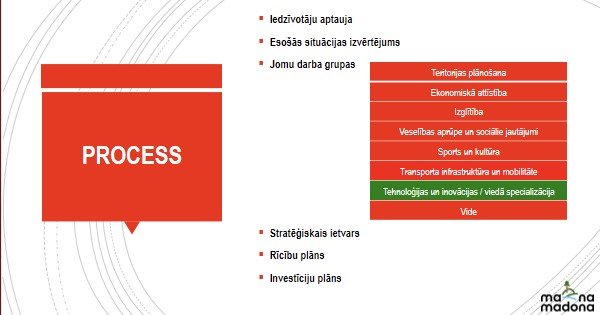 Iedzīvotāju aptauja
Esošās situācijas izvērtējums
Jomu darba grupas
Teritorijas plānošana
Ekonomiskā attīstība
Izglītība
Veselības aprūpe un sociālie jautājumi
Sports un kultūra
Transporta infrastruktūra un mobilitāte
Tehnoloģijas un inovācijas / viedā specializācija
Vide
PROCESS
Stratēģiskais ietvars
Rīcību plāns
Investīciju plāns
madona